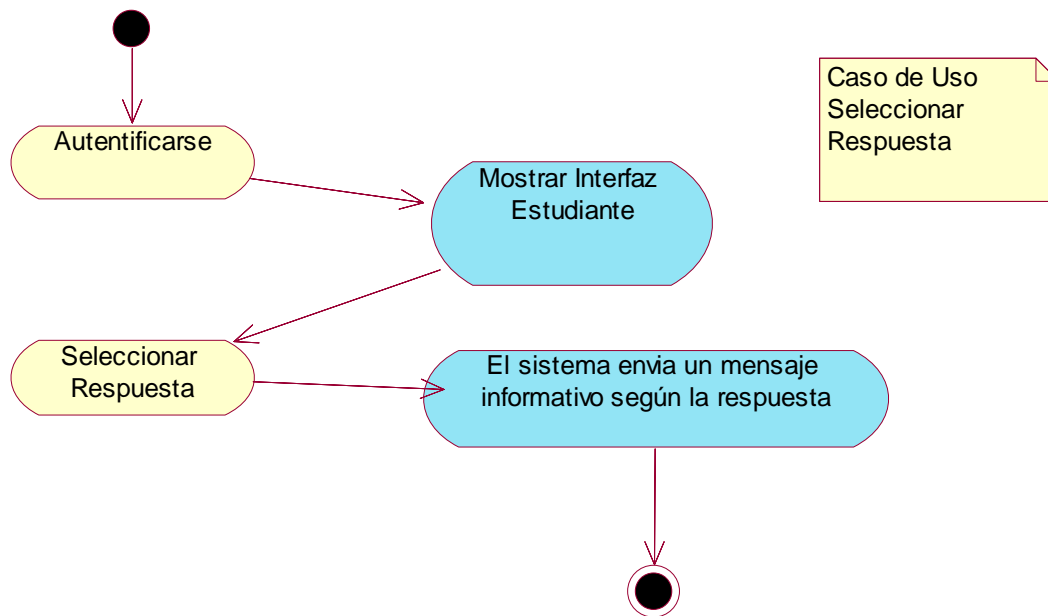 Autentificarse
Caso de Uso
Seleccionar
Respuesta
Mostrar Interfaz
Estudiante
Seleccionar
Respuesta
El sistema envia un mensaje
informativo según la respuesta